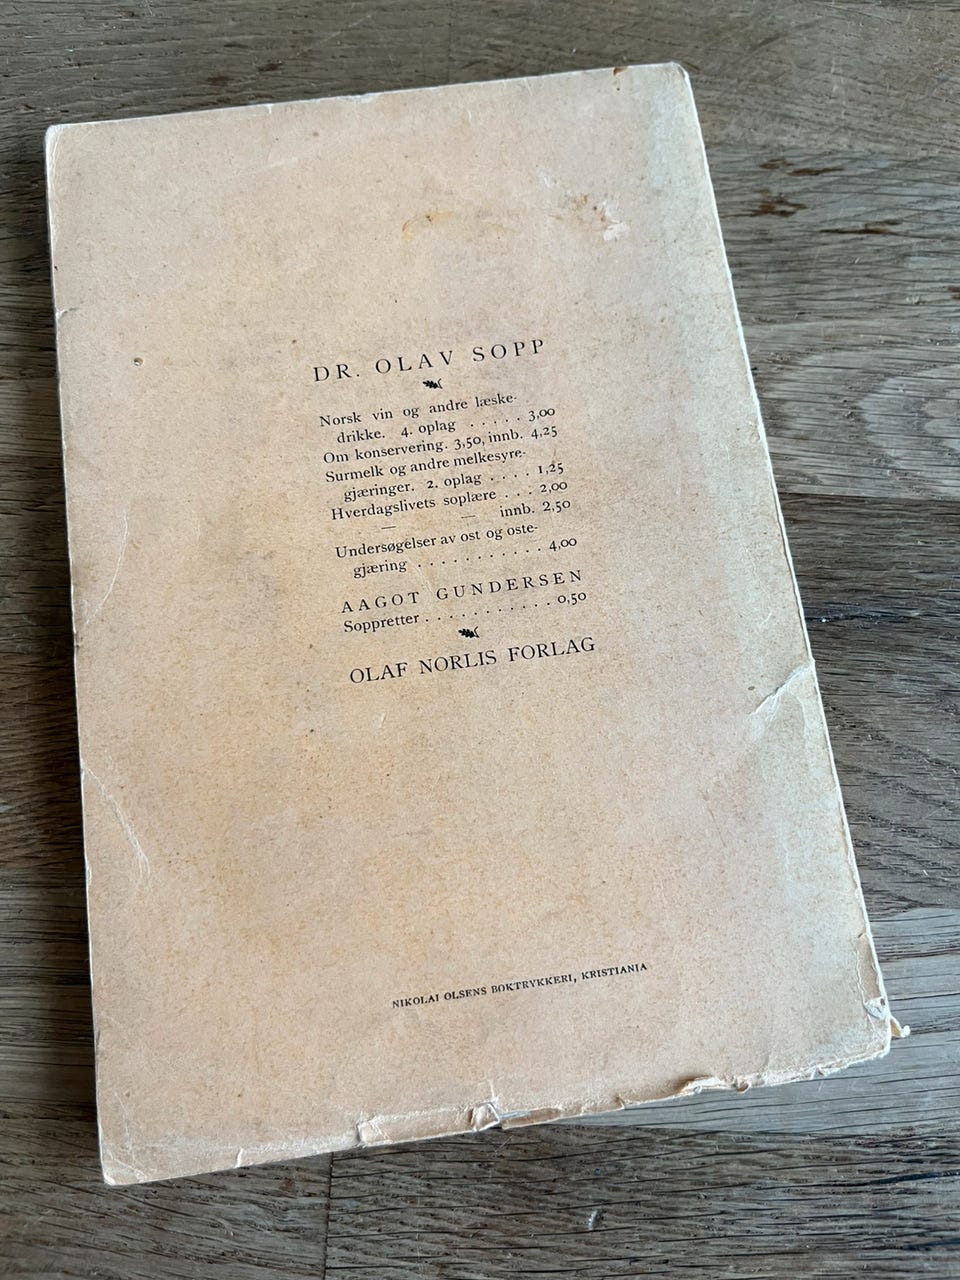 DR. OLAV SOPP
Norsk vin og andre læske-
drikke. 4. oplag . . . . . 3,00
Om konservering. 3,50, innb. 4,25
Surmelk og andre melkesyre-
gjæringer. 2. oplag . . . . 1,25
Hverdagslivets soplære . . . 2,00
— — innb. 2,50
Undersøgelser av ost og oste-
gjæring . . . . . . . . . . . 4,00
AAGOT GUNDERSEN
Soppretter . . . . . . . . . . . 0,50
OLAF NORLIS FORLAG
NIKOLAI OLSENS BOKTRYKKERI, KRISTIANIA